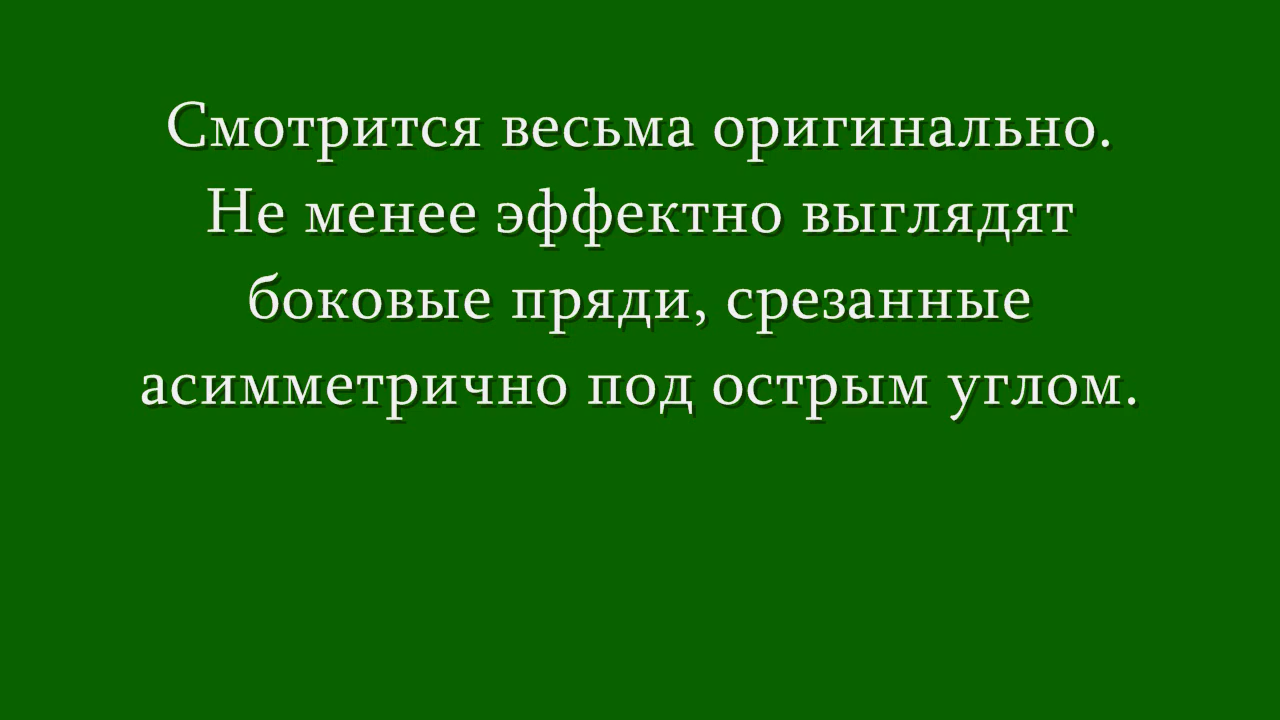 Смотрится весьма оригинально.
Не менее эффектно выглядят
боковые пряди, срезанные
асимметрично под острым углом.